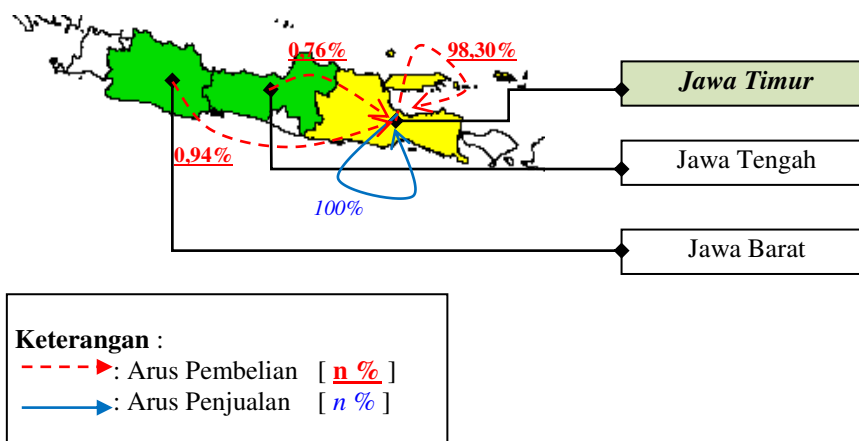 0,76%
98,30%
Jawa Timur
Jawa Tengah
0,94%
100%
Jawa Barat
Keterangan :
: Arus Pembelian [ n % ]
: Arus Penjualan [ n % ]